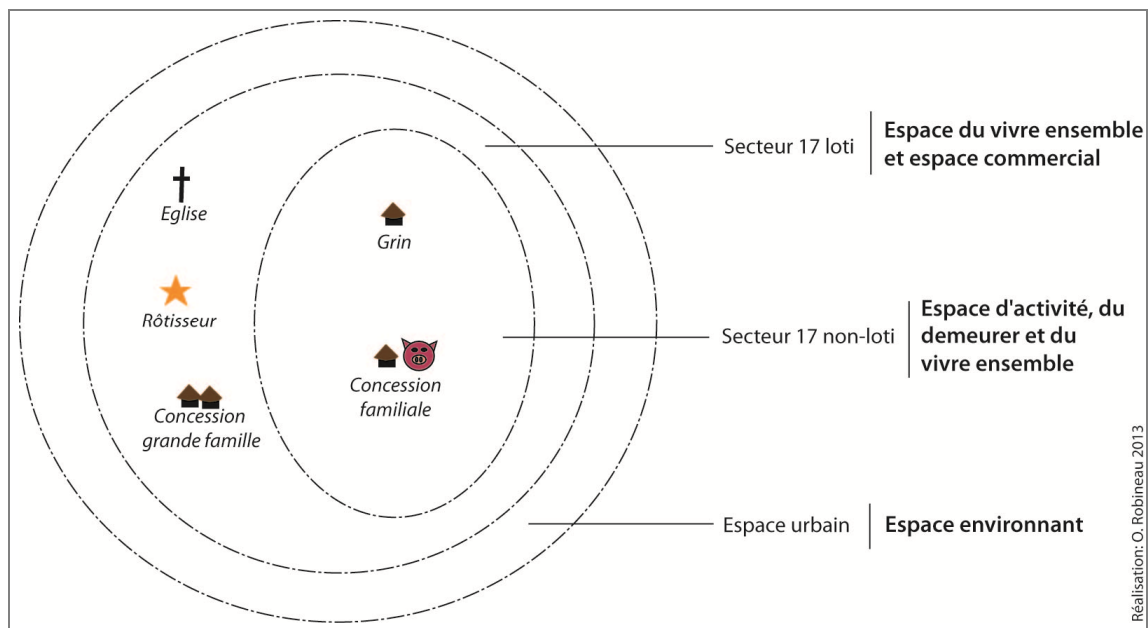 Eglise
Rôtisseur
Concession
grande famille
Grin
Concession
familiale
Secteur 17 loti
Espace du vivre ensemble
et espace commercial
Secteur 17 non-loti
Espace d'activité, du
demeurer et du
vivre ensemble
Espace urbain
Espace environnant
Réalisation: O. Robineau 2013